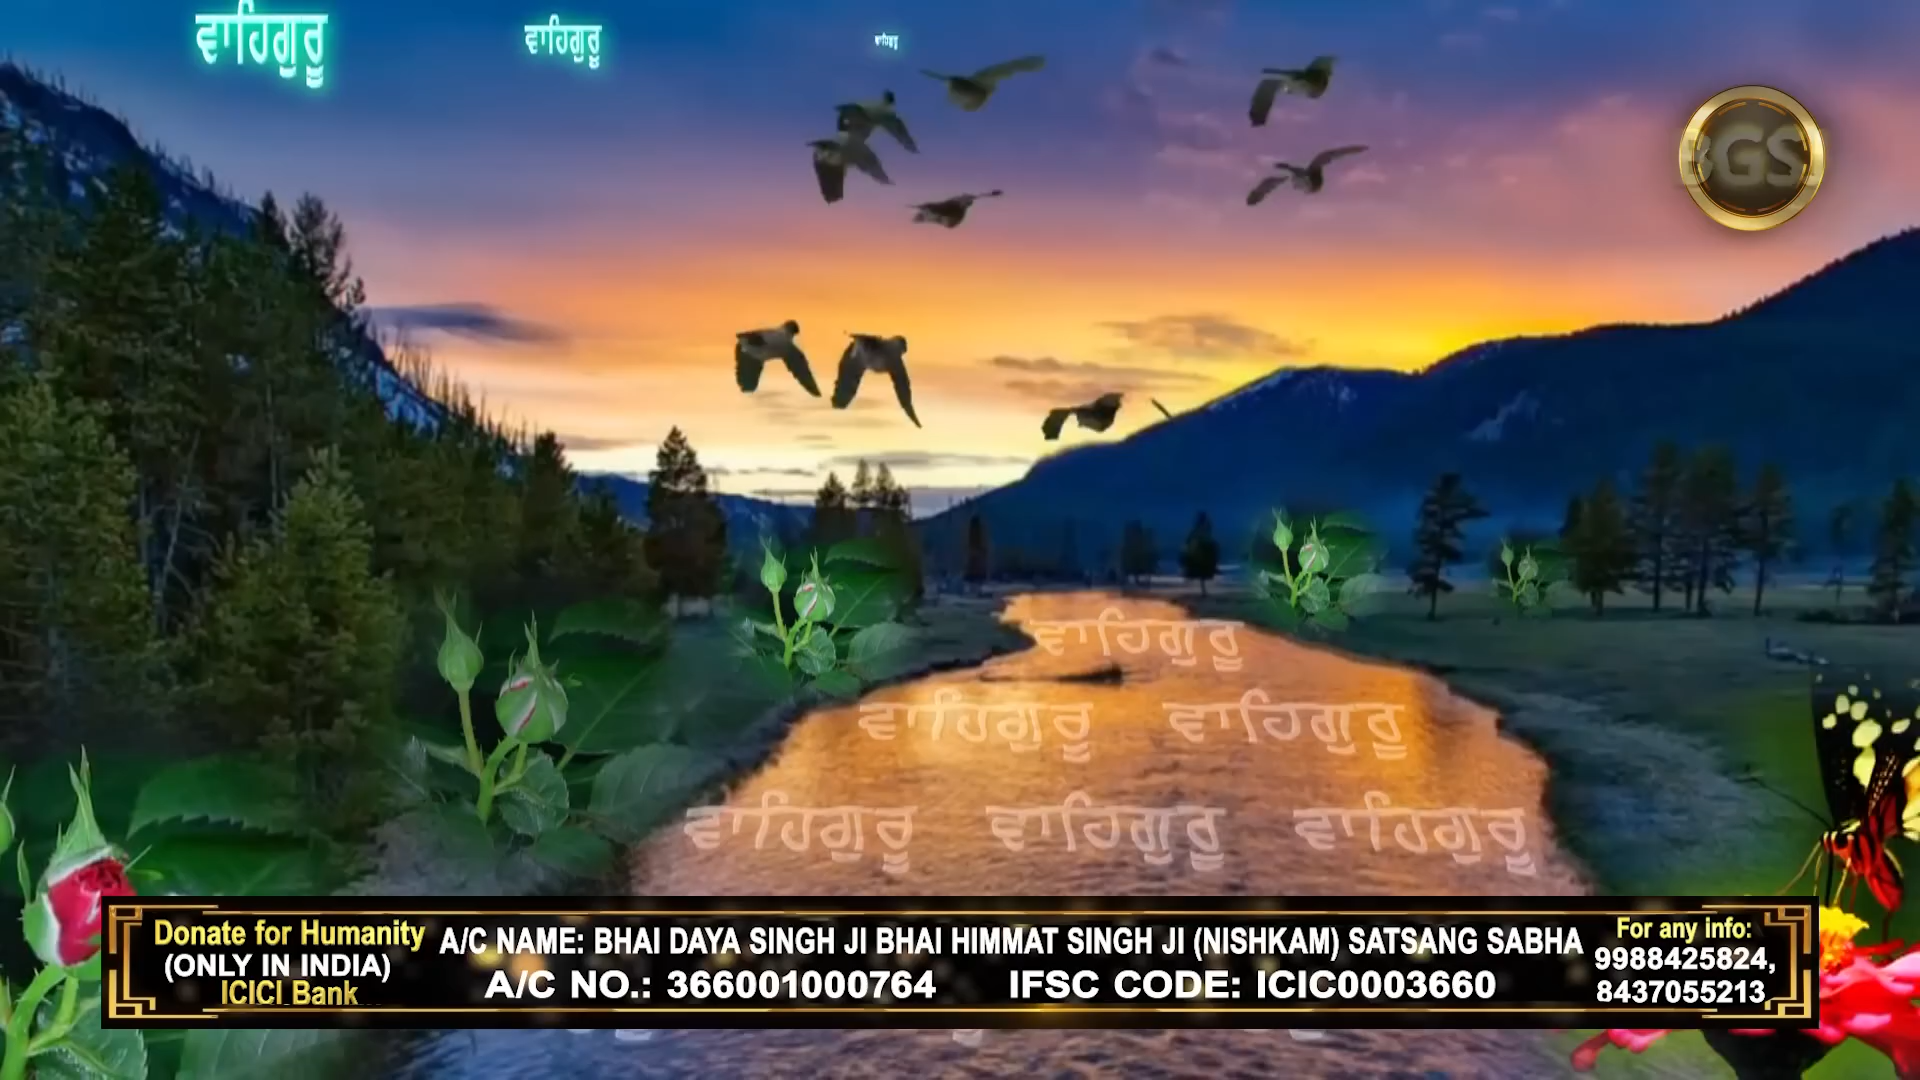 ਵਾਹਿਗੁਰੂ ਵਾਹਿਗੁਰੂ ਵਾਹਿਗੁਰੂ
BGS
ਵਾਹਿਗੁਰੂ
ਵਾਹਿਗੁਰੂ ਵਾਹਿਗੁਰੂ
ਵਾਹਿਗੁਰੂ ਵਾਹਿਗੁਰੂ ਵਾਹਿਗੁਰੂ
Donate for Humanity
(ONLY IN INDIA)
ICICI Bank
A/C NAME: BHAI DAYA SINGH JI BHAI HIMMAT SINGH JI (NISHKAM) SATSANG SABHA
A/C NO.: 366001000764 IFSC CODE: ICIC0003660
For any info:
9988425824,
8437055213